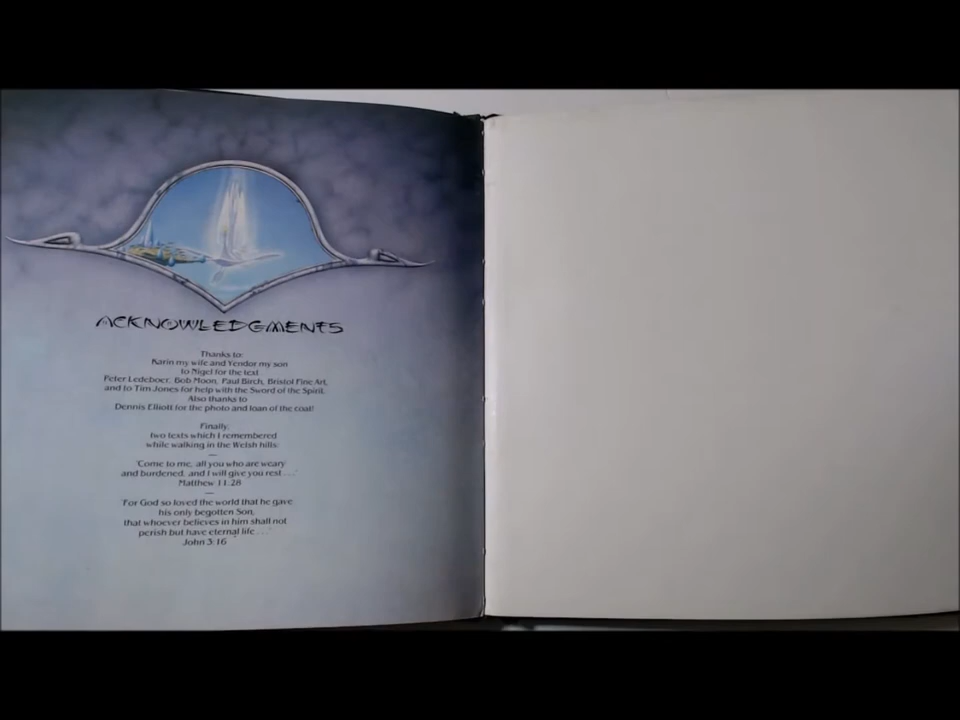 ACKNOWLEDGMENTS
Thanks to:
Karin my wife and Yendor my son
to Nigel for the text
Peter Ledeboer, Bob Moon, Paul Birch, Bristol Fine Art,
and to Tim Jones for help with the Sword of the Spirit.
Also thanks to
Dennis Elliott for the photo and loan of the coat!
Finally,
two texts which I remembered
while walking in the Welsh hills:
—
'Come to me, all you who are weary
and burdened, and I will give you rest . . .'
Matthew 11:28
—
'For God so loved the world that he gave
his only begotten Son,
that whoever believes in him shall not
perish but have eternal life . . .'
John 3:16